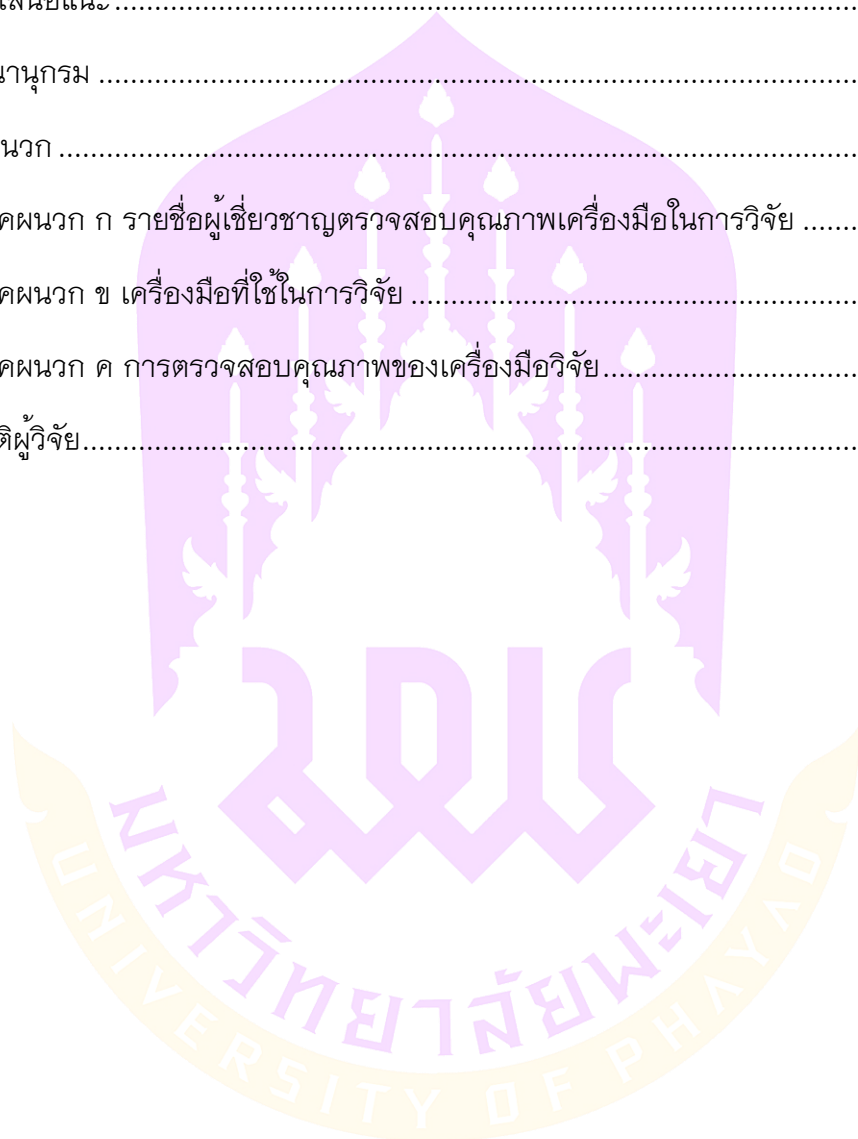 สนอแนะ ................................................................................................
นานุกรม ................................................................................................
นวก ................................................................................................
คผนวก ก รายชื่อผู้เชี่ยวชาญตรวจสอบคุณภาพเครื่องมือในการวิจัย .......
คผนวก ข เครื่องมือที่ใช้ในการวิจัย ................................................................
คผนวก ค การตรวจสอบคุณภาพของเครื่องมือวิจัย........................................
ติผู้วิจัย................................................................................................
มหาวิทยาลัยพะเยา
UNIVERSITY OF PHAYAO